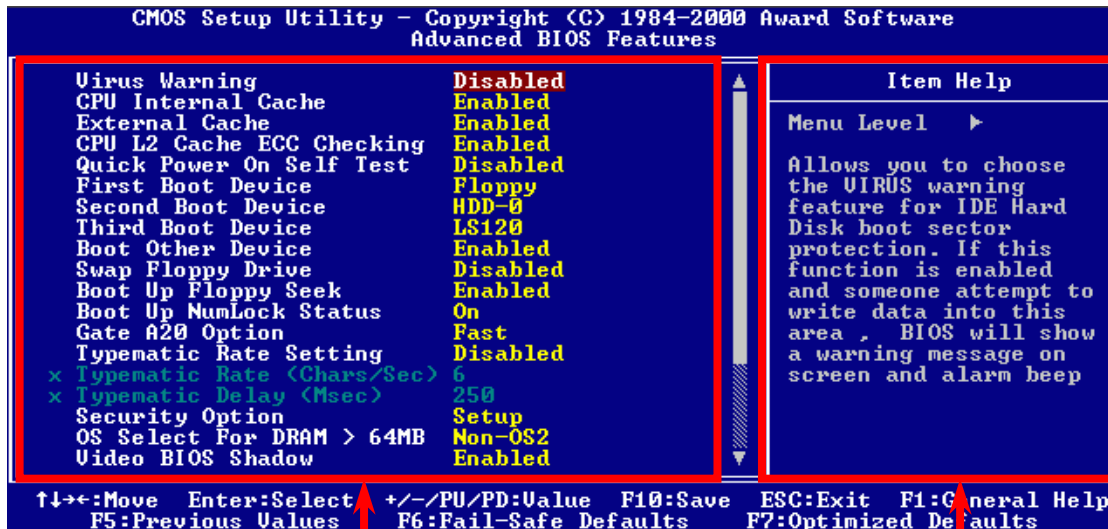 CMOS Setup Utility – Copyright (C) 1984-2000 Award Software
Advanced BIOS Features
Virus Warning Disabled
CPU Internal Cache Enabled
External Cache Enabled
CPU L2 Cache ECC Checking Enabled
Quick Power On Self Test Disabled
First Boot Device Floppy
Second Boot Device HDD-0
Third Boot Device LS120
Boot Other Device Enabled
Swap Floppy Drive Disabled
Boot Up Floppy Seek Enabled
Boot Up NumLock Status On
Gate A20 Option Fast
Typematic Rate Setting Disabled
x Typematic Rate (Chars/Sec) 6
x Typematic Delay (Msec) 250
Security Option Setup
OS Select For DRAM > 64MB Non-OS2
Video BIOS Shadow Enabled
Item Help
Menu Level ▶
Allows you to choose
the VIRUS warning
feature for IDE Hard
Disk boot sector
protection. If this
function is enabled
and someone attempt to
write data into this
area , BIOS will show
a warning message on
screen and alarm beep
↑↓→←:Move Enter:Select +/-/PU/PD:Value F10:Save ESC:Exit F1:General Help
F5:Previous Values F6:Fail-Safe Defaults F7:Optimized Defaults